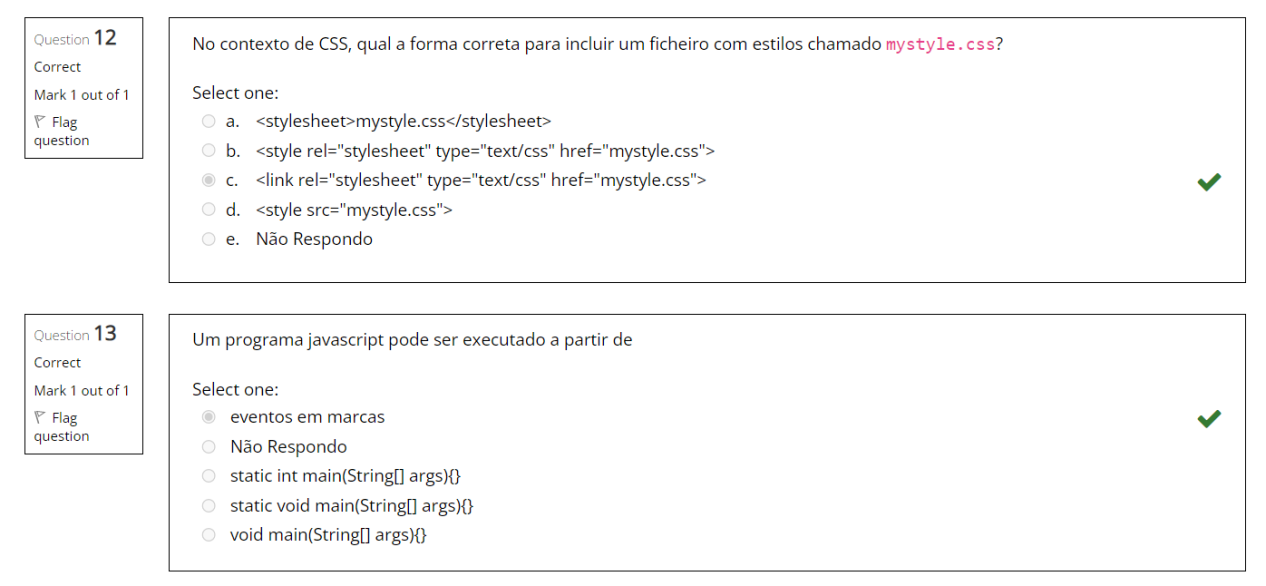 Question 12
Correct
Mark 1 out of 1
Flag
question
No contexto de CSS, qual a forma correta para incluir um ficheiro com estilos chamado mystyle.css?
Select one:
a. <stylesheet>mystyle.css</stylesheet>
b. <style rel="stylesheet" type="text/css" href="mystyle.css">
c. <link rel="stylesheet" type="text/css" href="mystyle.css">
d. <style src="mystyle.css">
e. Não Respondo
Question 13
Correct
Mark 1 out of 1
Flag
question
Um programa javascript pode ser executado a partir de
Select one:
eventos em marcas
Não Respondo
static int main(String[] args){}
static void main(String[] args){}
void main(String[] args){}